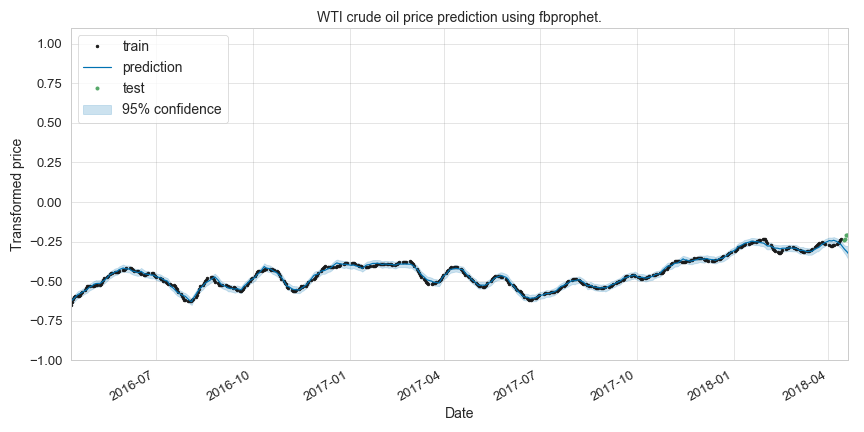 WTI crude oil price prediction using fbprophet.
train
prediction
test
95% confidence
Transformed price
1.00
0.75
0.50
0.25
0.00
−0.25
−0.50
−0.75
−1.00
2016-07
2016-10
2017-01
2017-04
2017-07
2017-10
2018-01
2018-04
Date